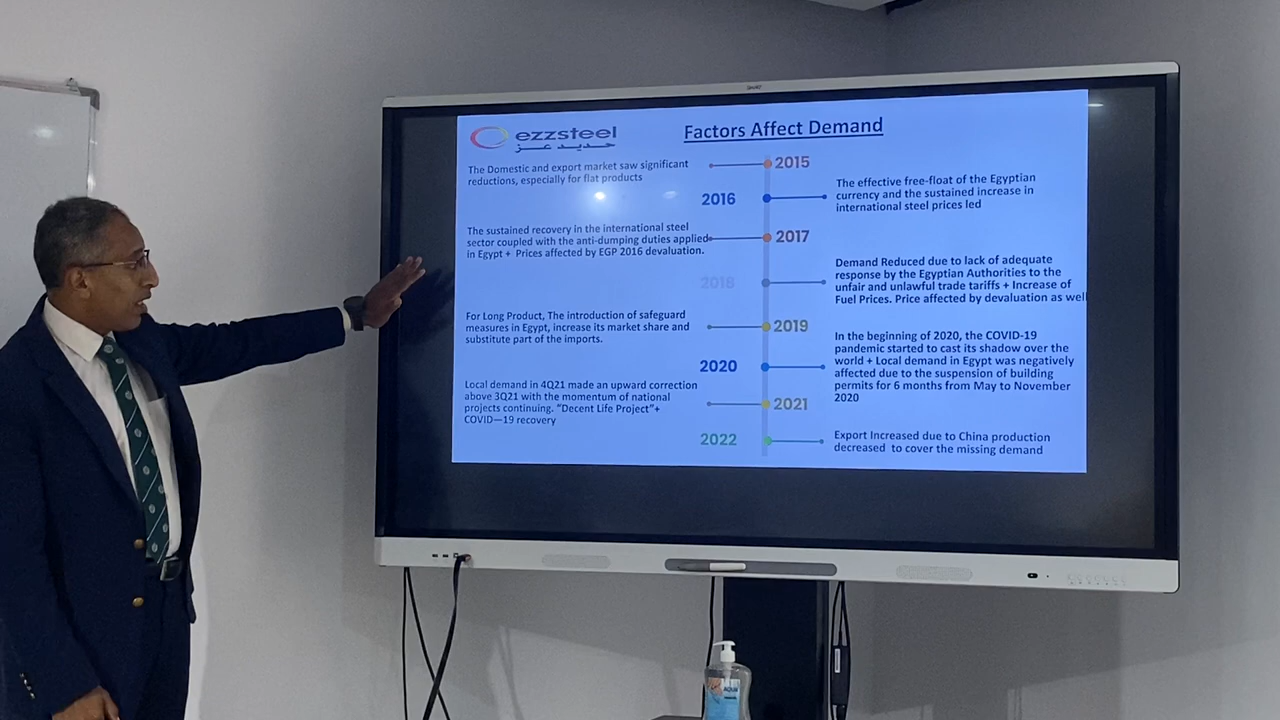 SMART
ezzsteel
حديد عز
Factors Affect Demand
The Domestic and export market saw significant
reductions, especially for flat products
2015
2016
The effective free-float of the Egyptian
currency and the sustained increase in
international steel prices led
The sustained recovery in the international steel
sector coupled with the anti-dumping duties applied
in Egypt + Prices affected by EGP 2016 devaluation.
2017
2018
Demand Reduced due to lack of adequate
response by the Egyptian Authorities to the
unfair and unlawful trade tariffs + Increase of
Fuel Prices. Price affected by devaluation as well
For Long Product, The introduction of safeguard
measures in Egypt, increase its market share and
substitute part of the imports.
2019
2020
In the beginning of 2020, the COVID-19
pandemic started to cast its shadow over the
world + Local demand in Egypt was negatively
affected due to the suspension of building
permits for 6 months from May to November
2020
Local demand in 4Q21 made an upward correction
above 3Q21 with the momentum of national
projects continuing. "Decent Life Project"+
COVID—19 recovery
2021
2022
Export Increased due to China production
decreased to cover the missing demand
AQUA